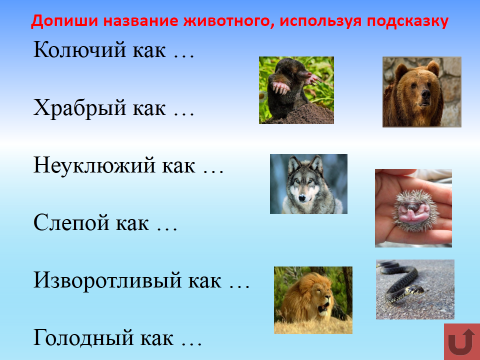 Допиши название животного, используя подсказку
Колючий как …
Храбрый как …
Неуклюжий как …
Слепой как …
Изворотливый как …
Голодный как …